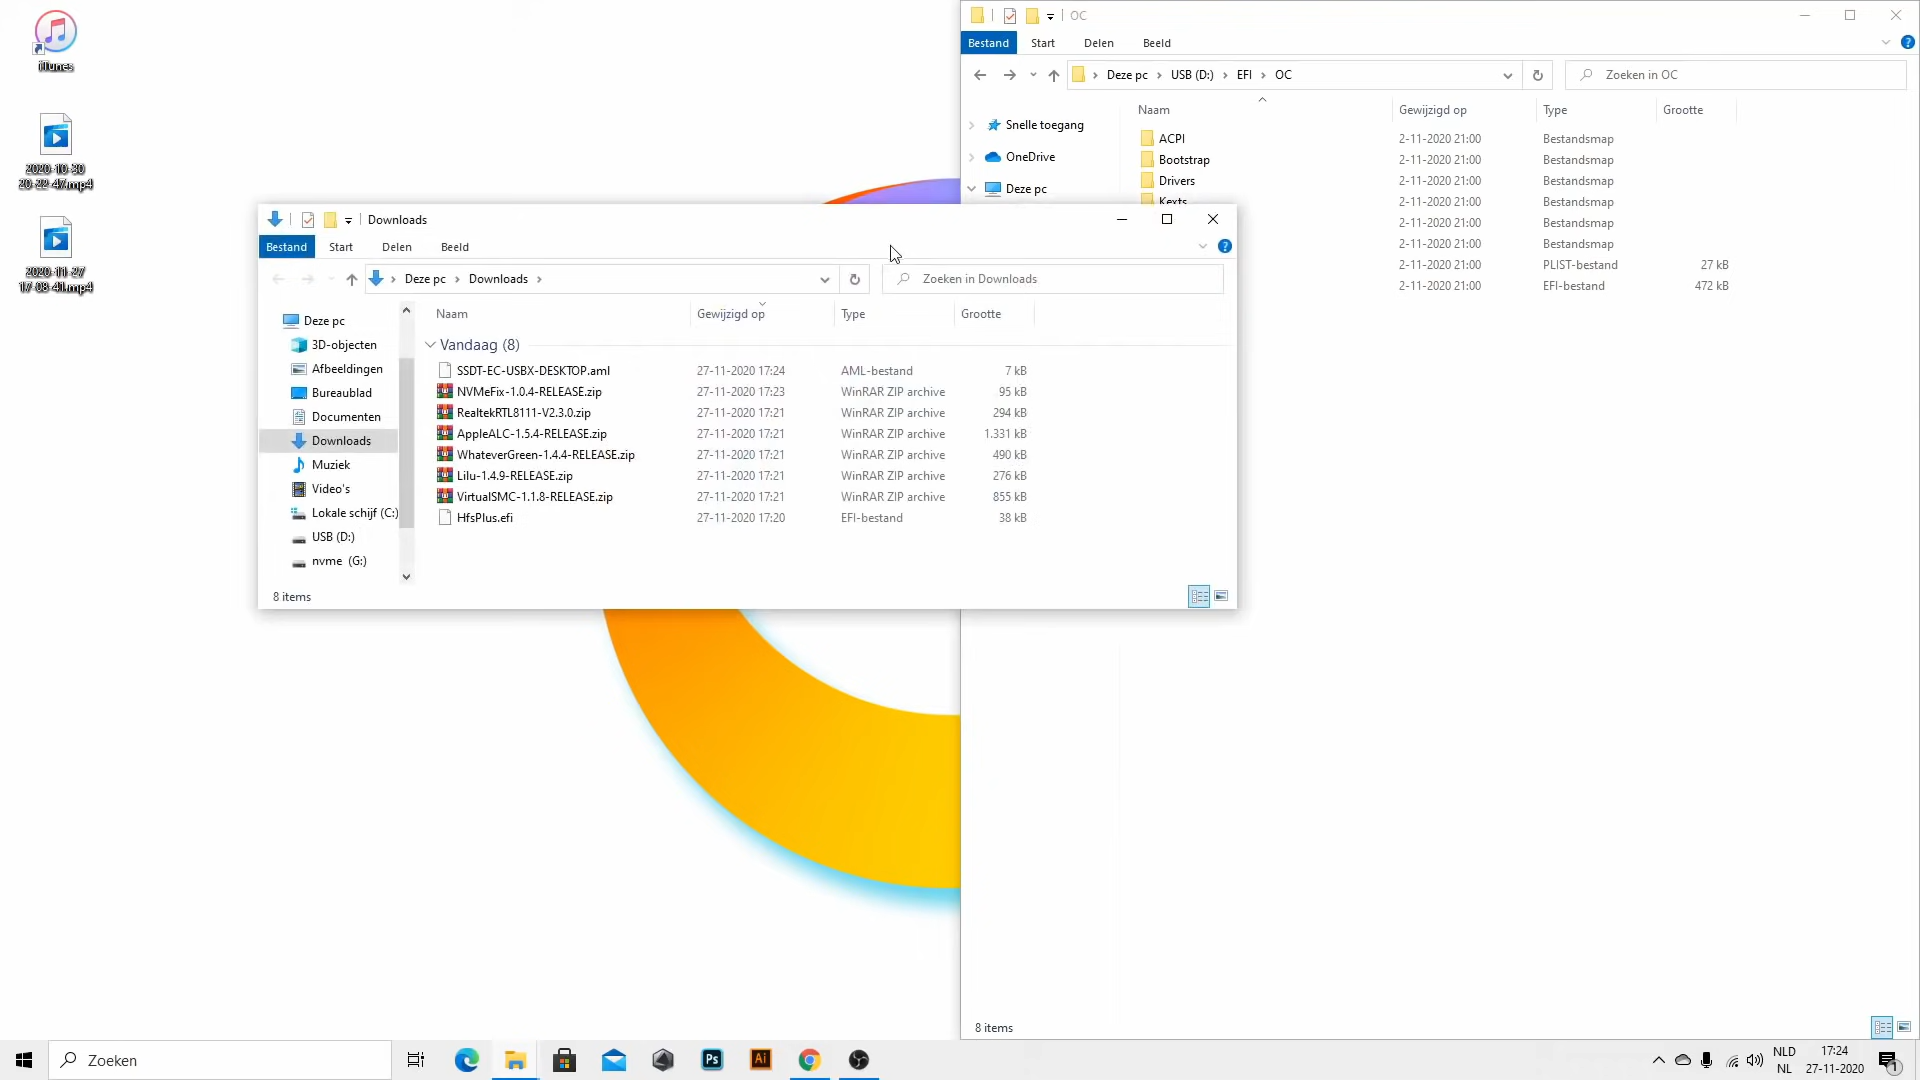 iTunes
2020-10-30
20-22-47.mp4
2020-11-27
17-08-41.mp4
OC
Bestand Start Delen Beeld
Deze pc USB (D:) EFI OC
Zoeken in OC
Snelle toegang
OneDrive
Deze pc
Naam Gewijzigd op Type Grootte
ACPI 2-11-2020 21:00 Bestandsmap
Bootstrap 2-11-2020 21:00 Bestandsmap
Drivers 2-11-2020 21:00 Bestandsmap
Kexts 2-11-2020 21:00 Bestandsmap
2-11-2020 21:00 Bestandsmap
2-11-2020 21:00 Bestandsmap
2-11-2020 21:00 PLIST-bestand 27 kB
2-11-2020 21:00 EFI-bestand 472 kB
8 items
Downloads
Bestand Start Delen Beeld
Deze pc Downloads
Zoeken in Downloads
Deze pc
3D-objecten
Afbeeldingen
Bureaublad
Documenten
Downloads
Muziek
Video's
Lokale schijf (C:)
USB (D:)
nvme (G:)
Naam Gewijzigd op Type Grootte
Vandaag (8)
SSDT-EC-USBX-DESKTOP.aml 27-11-2020 17:24 AML-bestand 7 kB
NVMeFix-1.0.4-RELEASE.zip 27-11-2020 17:23 WinRAR ZIP archive 95 kB
RealtekRTL8111-V2.3.0.zip 27-11-2020 17:21 WinRAR ZIP archive 294 kB
AppleALC-1.5.4-RELEASE.zip 27-11-2020 17:21 WinRAR ZIP archive 1.331 kB
WhateverGreen-1.4.4-RELEASE.zip 27-11-2020 17:21 WinRAR ZIP archive 490 kB
Lilu-1.4.9-RELEASE.zip 27-11-2020 17:21 WinRAR ZIP archive 276 kB
VirtualSMC-1.1.8-RELEASE.zip 27-11-2020 17:21 WinRAR ZIP archive 855 kB
HfsPlus.efi 27-11-2020 17:20 EFI-bestand 38 kB
8 items
Zoeken
Ps
Ai
NLD
NL
17:24
27-11-2020
1